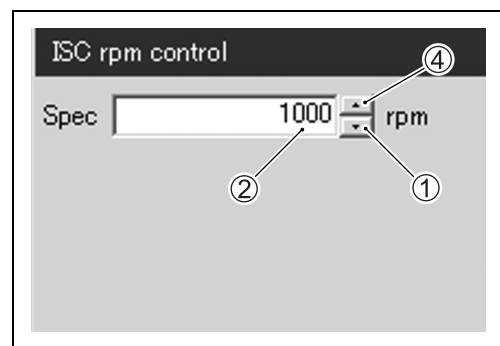 ISC rpm control
④
Spec 1000 rpm
② ①